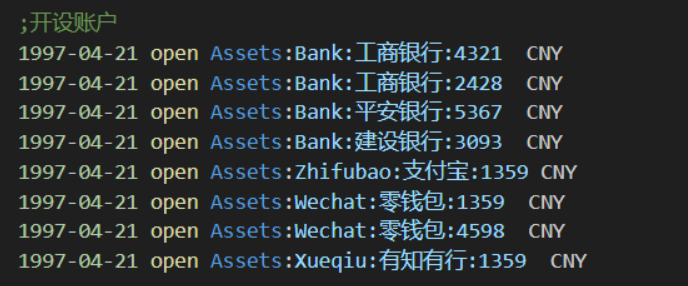 ;开设账户
1997-04-21 open Assets:Bank:工商银行:4321  CNY
1997-04-21 open Assets:Bank:工商银行:2428  CNY
1997-04-21 open Assets:Bank:平安银行:5367  CNY
1997-04-21 open Assets:Bank:建设银行:3093  CNY
1997-04-21 open Assets:Zhifubao:支付宝:1359 CNY
1997-04-21 open Assets:Wechat:零钱包:1359  CNY
1997-04-21 open Assets:Wechat:零钱包:4598  CNY
1997-04-21 open Assets:Xueqiu:有知有行:1359  CNY